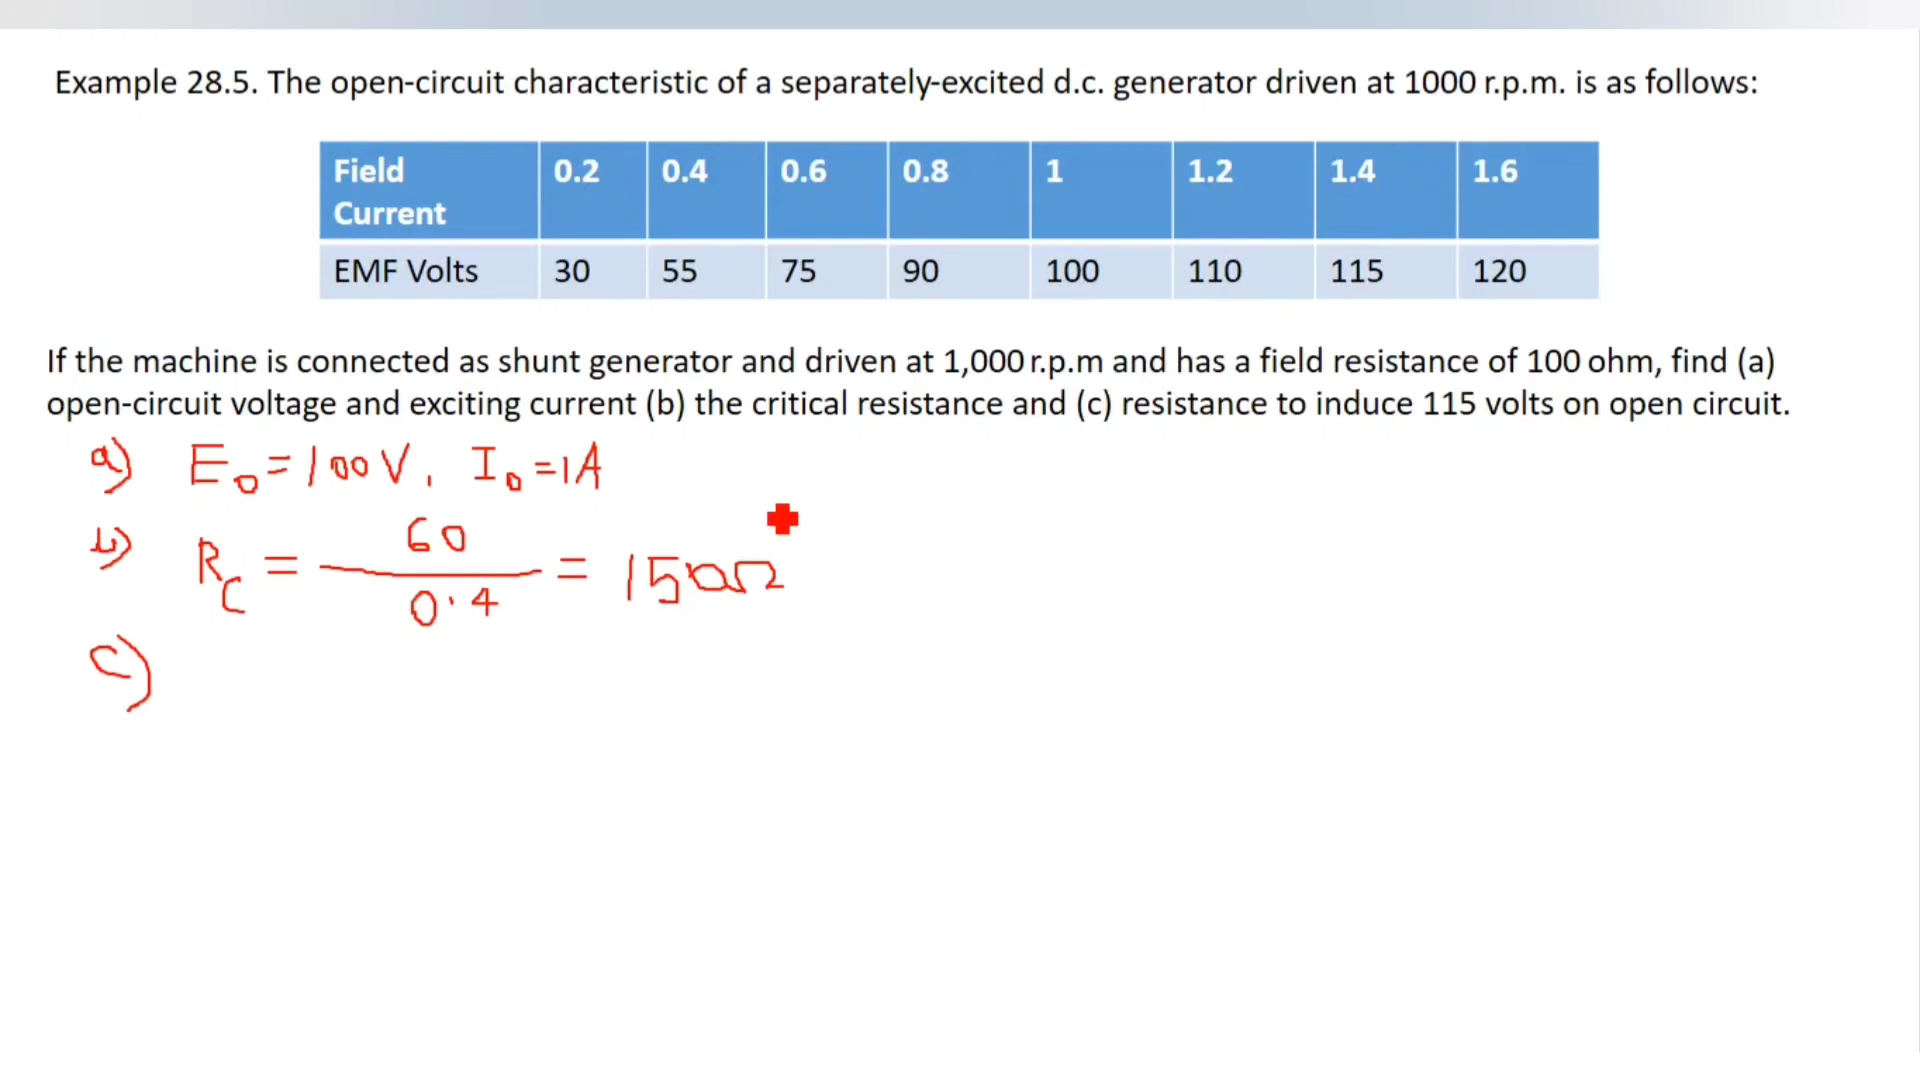 Example 28.5. The open-circuit characteristic of a separately-excited d.c. generator driven at 1000 r.p.m. is as follows:
Field Current 0.2 0.4 0.6 0.8 1 1.2 1.4 1.6
EMF Volts 30 55 75 90 100 110 115 120
If the machine is connected as shunt generator and driven at 1,000 r.p.m and has a field resistance of 100 ohm, find (a)
open-circuit voltage and exciting current (b) the critical resistance and (c) resistance to induce 115 volts on open circuit.
a) E₀ = 100V, I₀ = 1A
b) R_C = 60 / 0.4 = 150Ω
c)